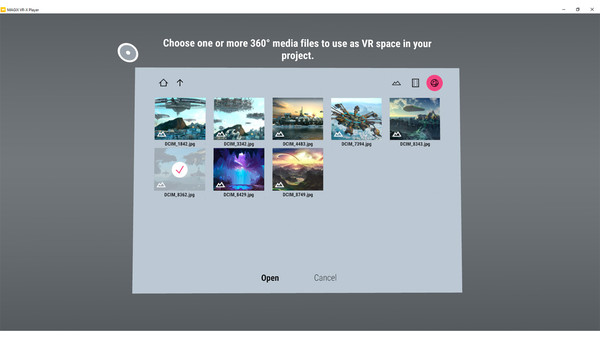 MAGIX VR-X Player
Choose one or more 360° media files to use as VR space in your
project.
DCIM_1842.jpg
DCIM_3342.jpg
DCIM_4483.jpg
DCIM_7394.jpg
DCIM_8343.jpg
DCIM_8362.jpg
DCIM_8429.jpg
DCIM_8749.jpg
Open
Cancel